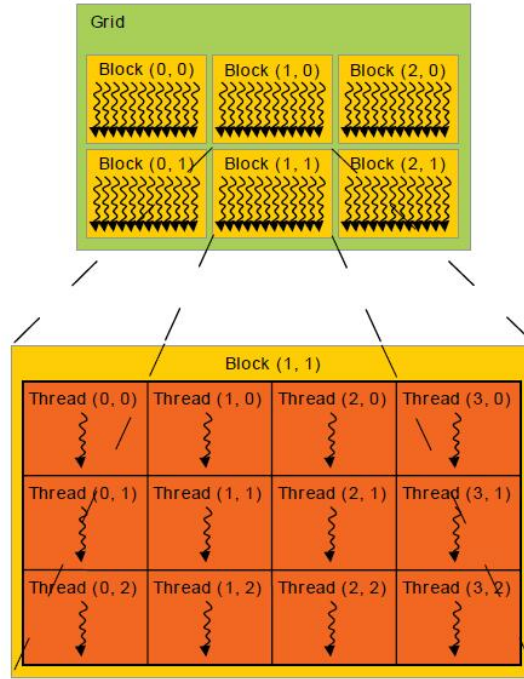 Grid
Block (0, 0) Block (1, 0) Block (2, 0)
Block (0, 1) Block (1, 1) Block (2, 1)
Block (1, 1)
Thread (0, 0) Thread (1, 0) Thread (2, 0) Thread (3, 0)
Thread (0, 1) Thread (1, 1) Thread (2, 1) Thread (3, 1)
Thread (0, 2) Thread (1, 2) Thread (2, 2) Thread (3, 2)